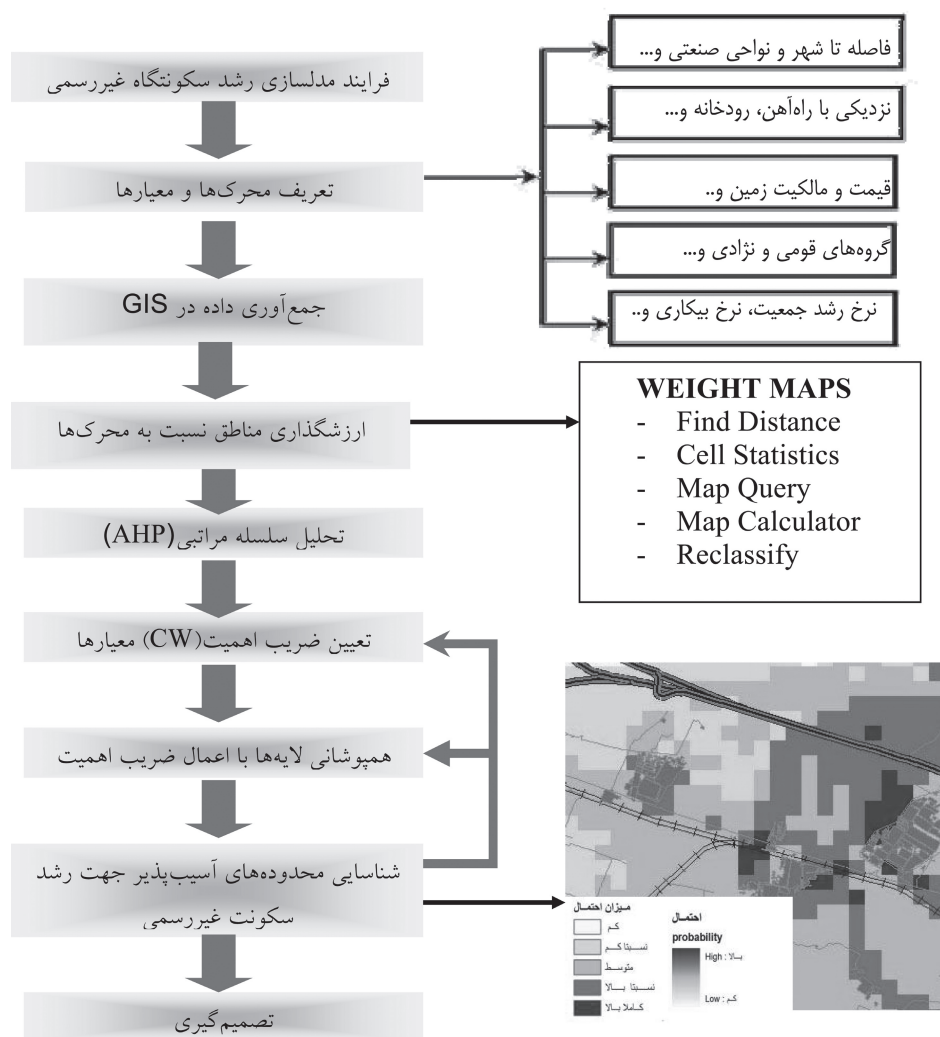 فرایند مدلسازی رشد سکونتگاه غیررسمی
تعریف محرک‌ها و معیارها
جمع‌آوری داده در GIS
ارزشگذاری مناطق نسبت به محرک‌ها
تحلیل سلسله مراتبی(AHP)
تعیین ضریب اهمیت(CW) معیارها
همپوشانی لایه‌ها با اعمال ضریب اهمیت
شناسایی محدوده‌های آسیب‌پذیر جهت رشد
سکونت غیررسمی
تصمیم‌گیری
فاصله تا شهر و نواحی صنعتی و...
نزدیکی با راه‌آهن، رودخانه و...
قیمت و مالکیت زمین و..
گروه‌های قومی و نژادی و...
نرخ رشد جمعیت، نرخ بیکاری و..
WEIGHT MAPS
- Find Distance
- Cell Statistics
- Map Query
- Map Calculator
- Reclassify
میزان احتمال
کم
نسبتا کم
متوسط
نسبتا بالا
کاملا بالا
احتمال
probability
High : بالا
Low : کم